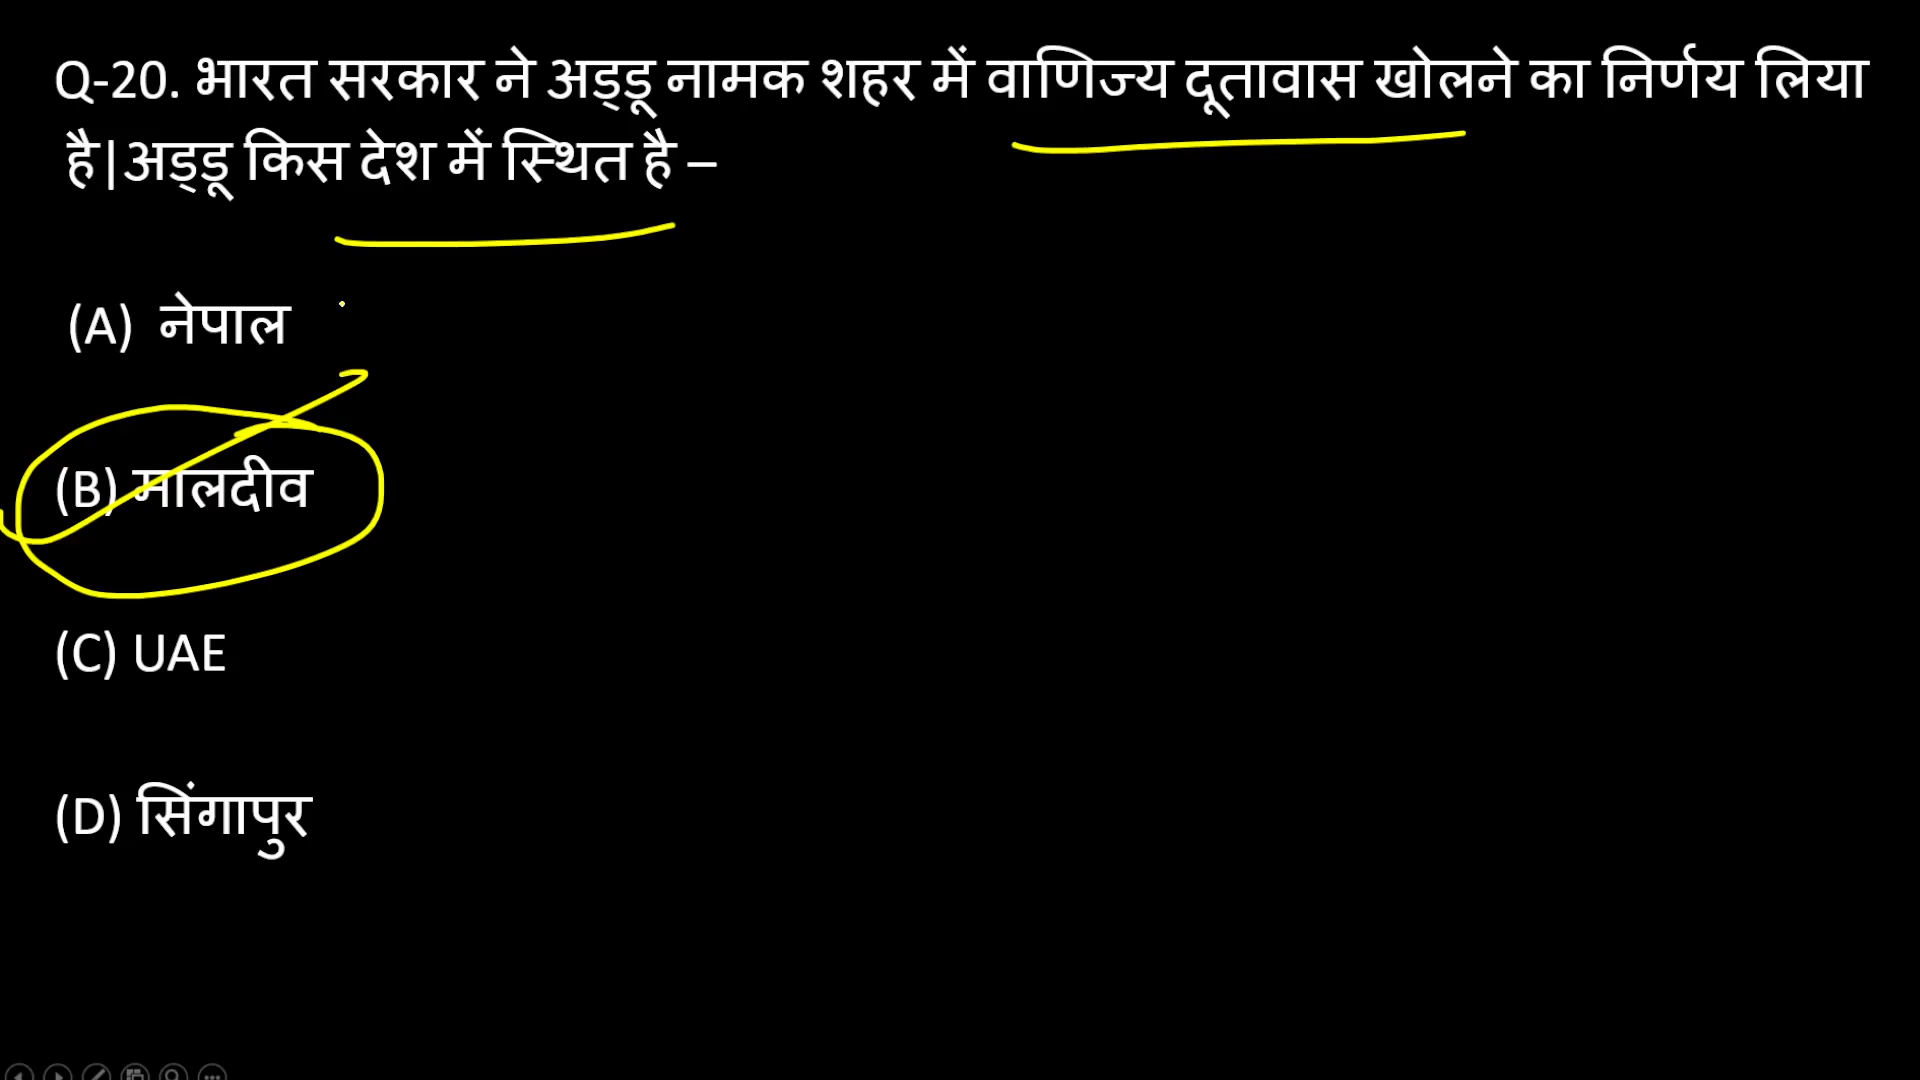 Q-20. भारत सरकार ने अड्डू नामक शहर में वाणिज्य दूतावास खोलने का निर्णय लिया
है|अड्डू किस देश में स्थित है –
(A) नेपाल
(B) मालदीव
(C) UAE
(D) सिंगापुर